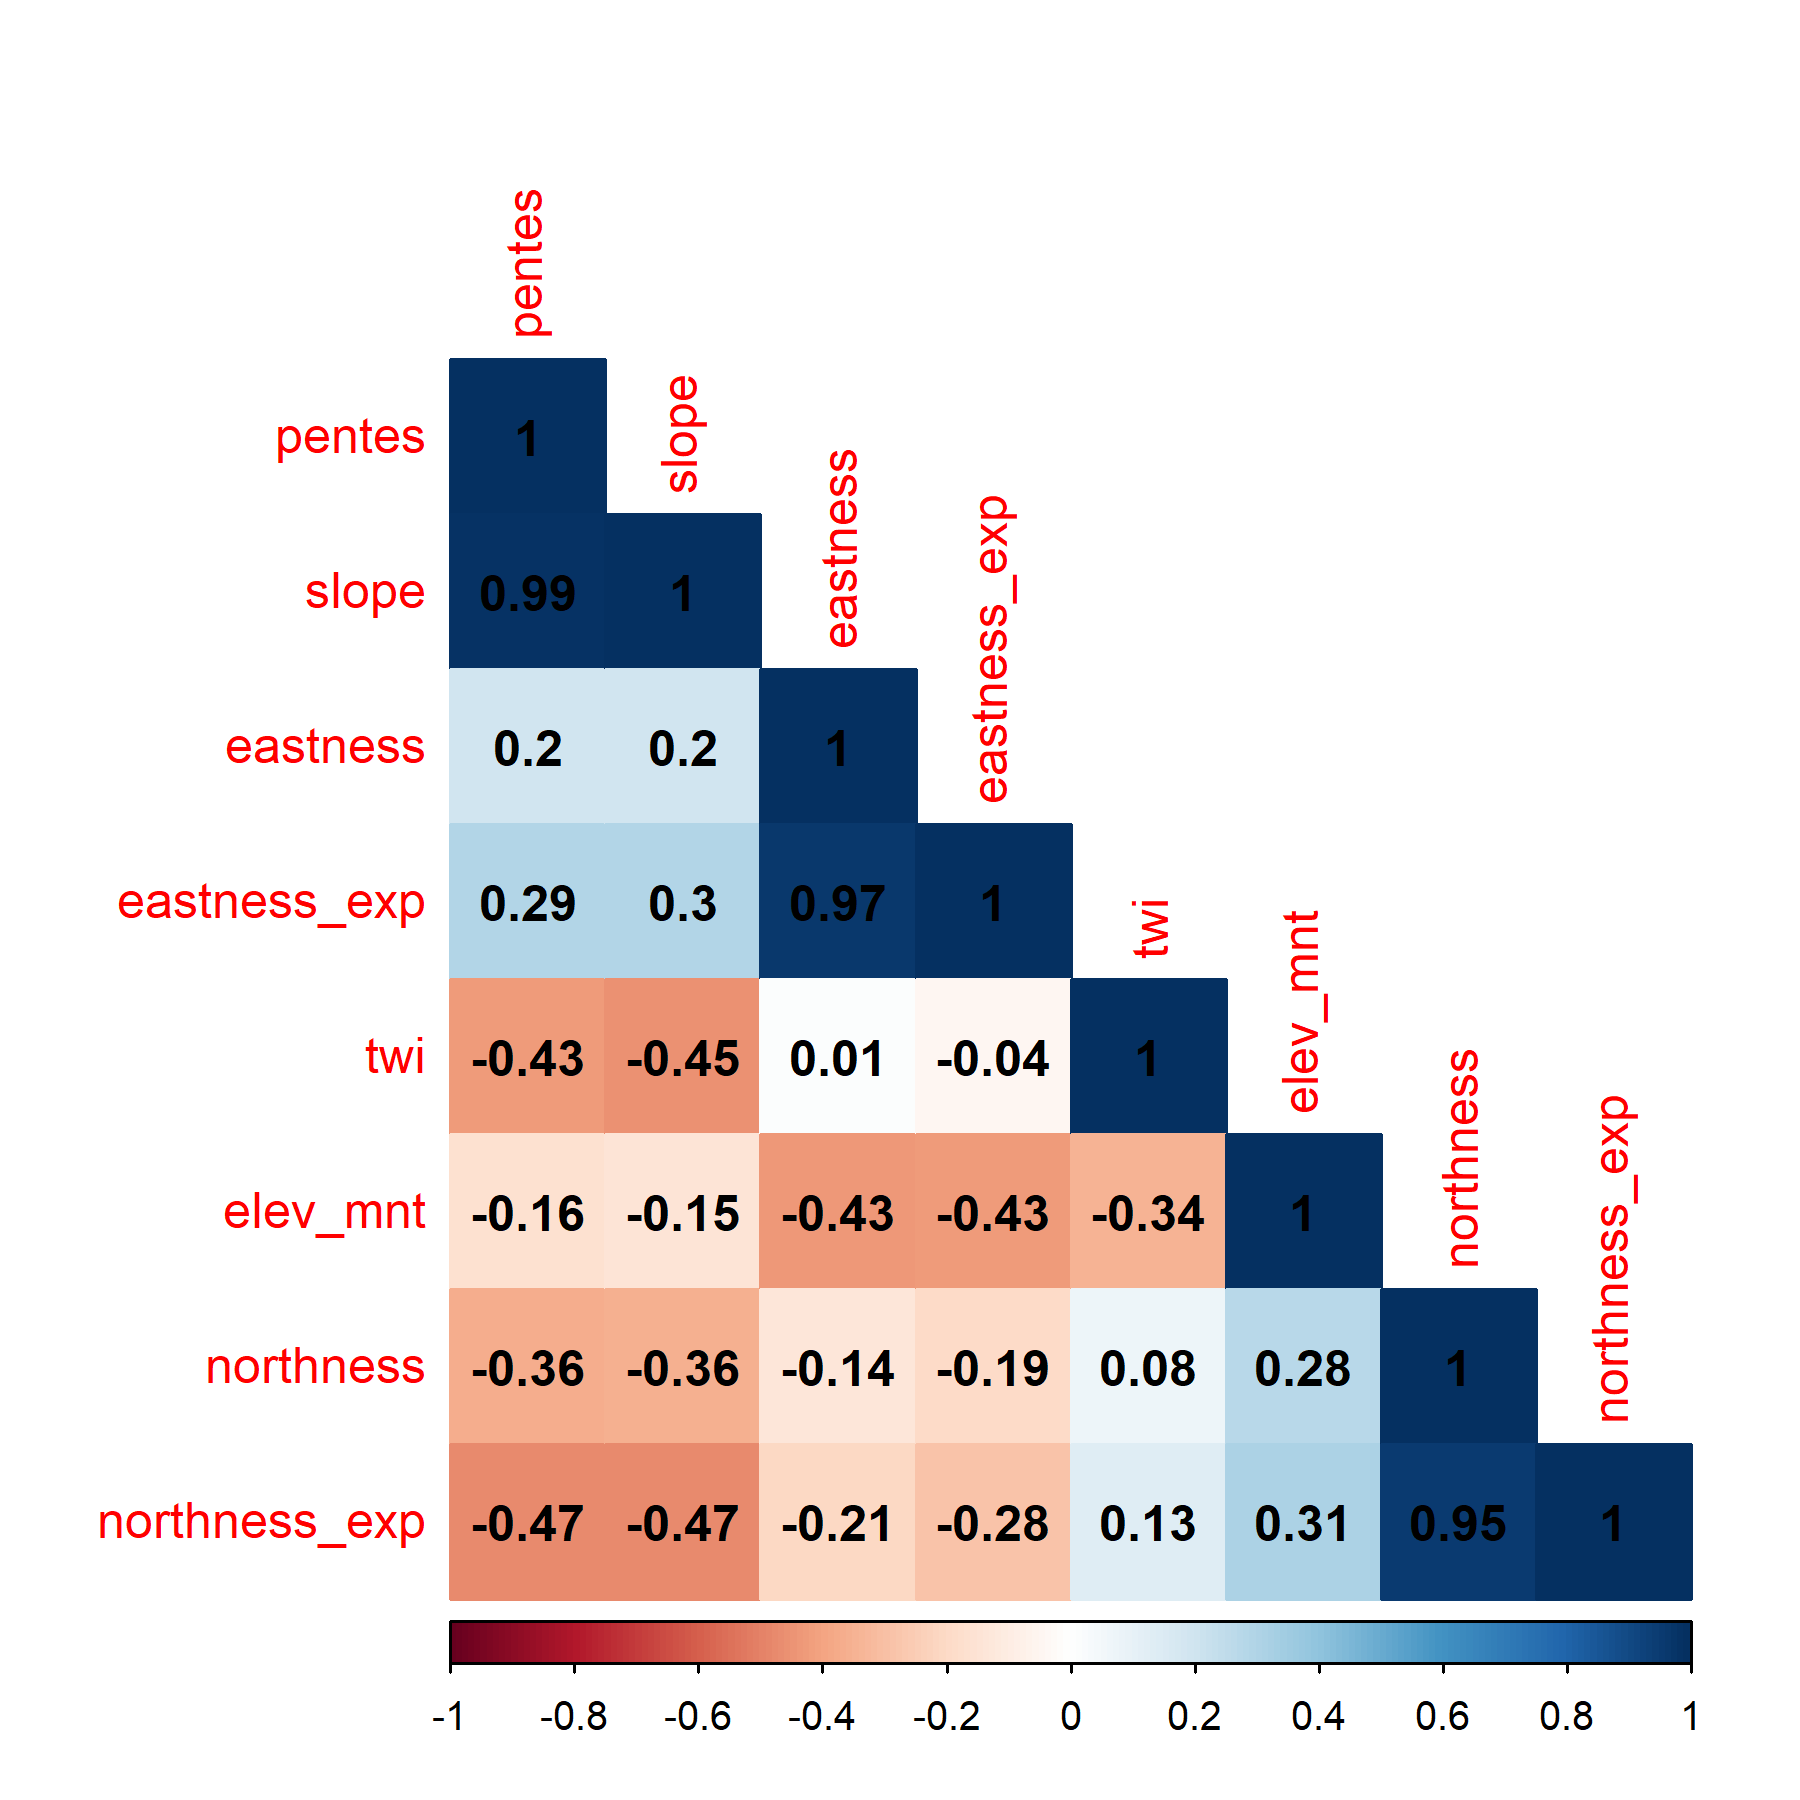 pentes
slope
eastness
eastness_exp
twi
elev_mnt
northness
northness_exp
pentes 1
slope 0.99 1
eastness 0.2 0.2 1
eastness_exp 0.29 0.3 0.97 1
twi -0.43 -0.45 0.01 -0.04 1
elev_mnt -0.16 -0.15 -0.43 -0.43 -0.34 1
northness -0.36 -0.36 -0.14 -0.19 0.08 0.28 1
northness_exp -0.47 -0.47 -0.21 -0.28 0.13 0.31 0.95 1
-1 -0.8 -0.6 -0.4 -0.2 0 0.2 0.4 0.6 0.8 1